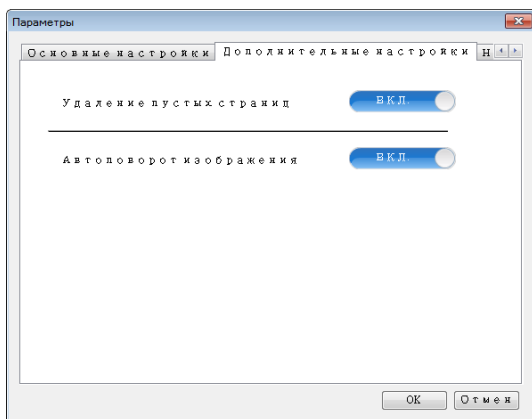 Параметры
Основные настройки Дополнительные настройки Н
Удаление пустых страниц ВКЛ.
Автоповорот изображения ВКЛ.
OK Отмен